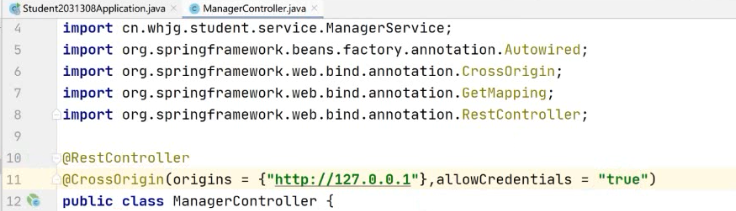 Student2031308Application.java × ManagerController.java ×
4 import cn.whjg.student.service.ManagerService;
5 import org.springframework.beans.factory.annotation.Autowired;
6 import org.springframework.web.bind.annotation.CrossOrigin;
7 import org.springframework.web.bind.annotation.GetMapping;
8 import org.springframework.web.bind.annotation.RestController;
9
10 @RestController
11 @CrossOrigin(origins = {"http://127.0.0.1"},allowCredentials = "true")
12 public class ManagerController {